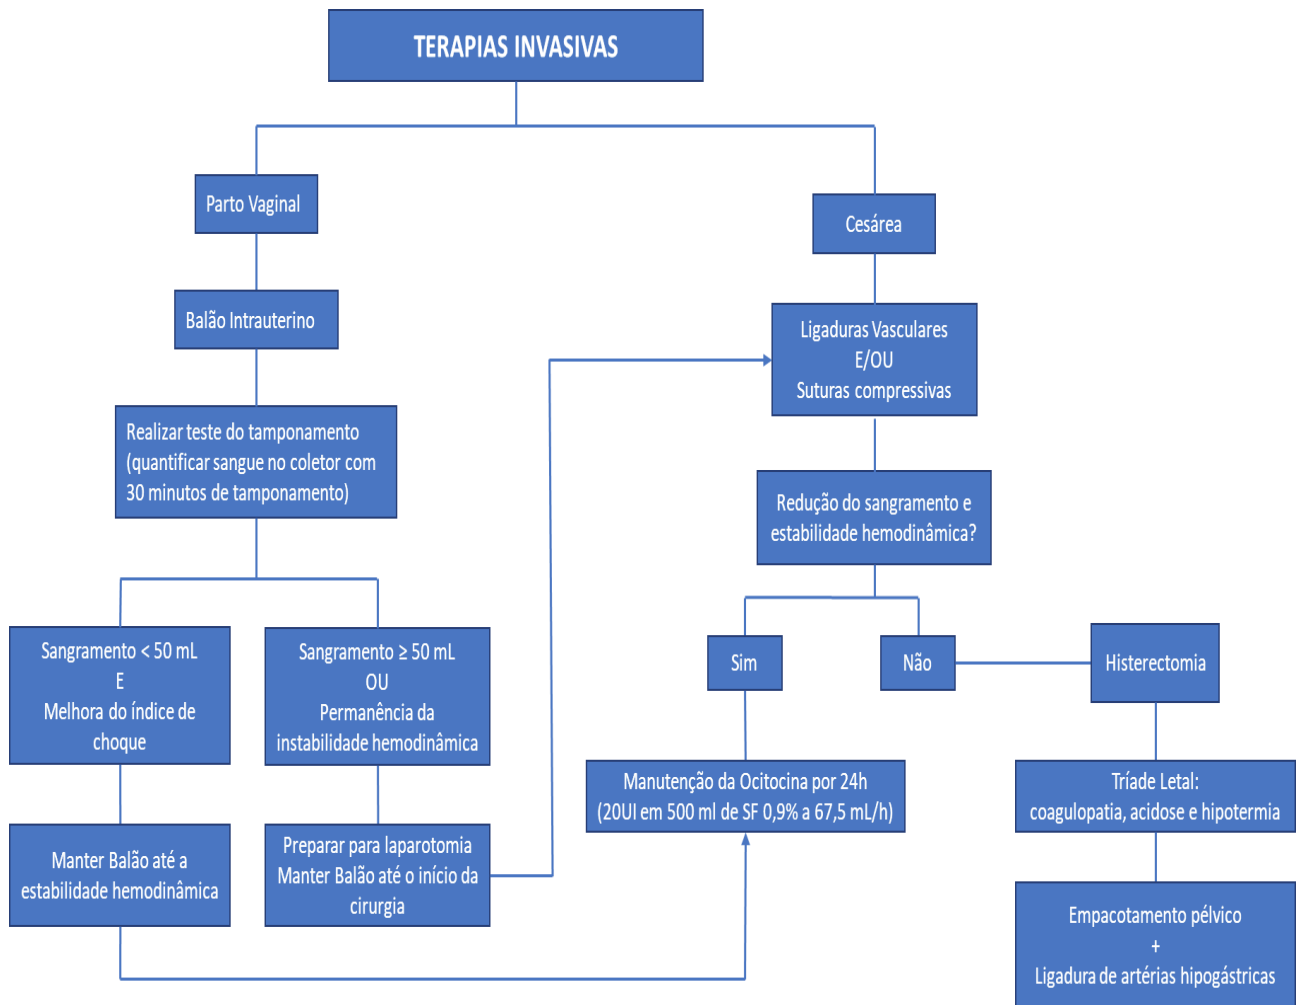 TERAPIAS INVASIVAS
Parto Vaginal
Balão Intrauterino
Realizar teste do tamponamento
(quantificar sangue no coletor com
30 minutos de tamponamento)
Sangramento < 50 mL
E
Melhora do índice de
choque
Manter Balão até a
estabilidade hemodinâmica
Sangramento ≥ 50 mL
OU
Permanência da
instabilidade hemodinâmica
Preparar para laparotomia
Manter Balão até o início da
cirurgia
Cesárea
Ligaduras Vasculares
E/OU
Suturas compressivas
Redução do sangramento e
estabilidade hemodinâmica?
Sim
Manutenção da Ocitocina por 24h
(20UI em 500 ml de SF 0,9% a 67,5 mL/h)
Não
Histerectomia
Tríade Letal:
coagulopatia, acidose e hipotermia
Empacotamento pélvico
+
Ligadura de artérias hipogástricas